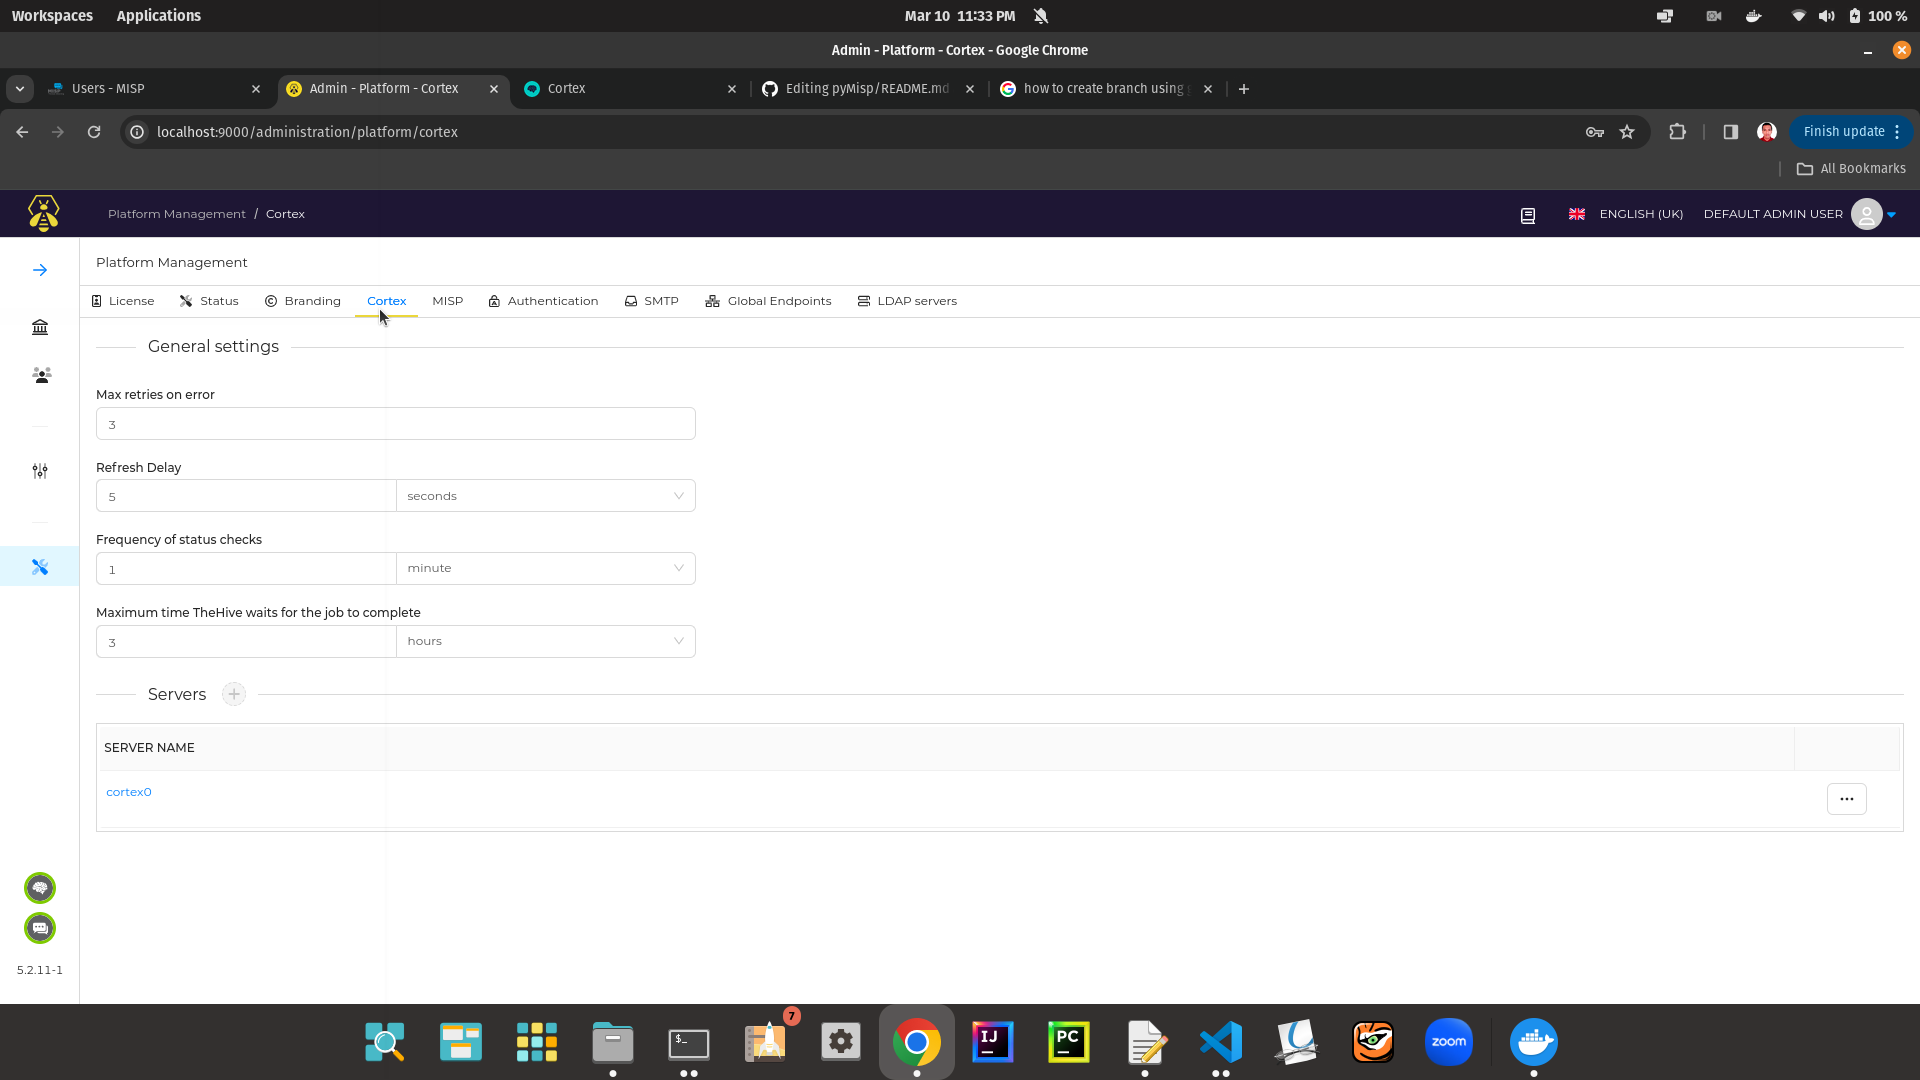 Workspaces Applications Mar 10 11:33 PM 100 %
Admin - Platform - Cortex - Google Chrome
Users - MISP Admin - Platform - Cortex Cortex Editing pyMisp/README.md how to create branch using
localhost:9000/administration/platform/cortex Finish update
All Bookmarks
Platform Management / Cortex ENGLISH (UK) DEFAULT ADMIN USER
Platform Management
License Status Branding Cortex MISP Authentication SMTP Global Endpoints LDAP servers
General settings
Max retries on error
3
Refresh Delay
5 seconds
Frequency of status checks
1 minute
Maximum time TheHive waits for the job to complete
3 hours
Servers
SERVER NAME
cortex0
5.2.11-1
7
$_ IJ PC zoom